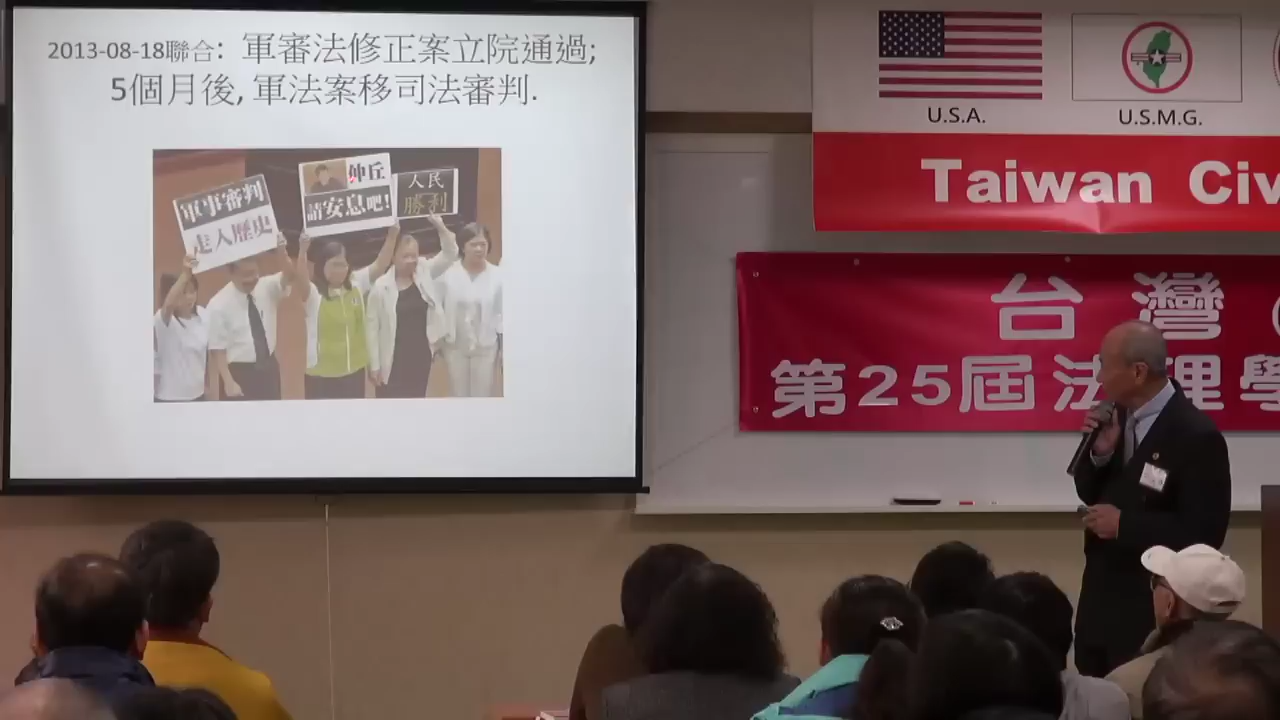 2013-08-18聯合: 軍審法修正案立院通過;
5個月後, 軍法案移司法審判.
軍事審判
走入歷史
仲丘
請安息吧!
人民
勝利
U.S.A.
U.S.M.G.
Taiwan Civ
台灣
第25屆法理學